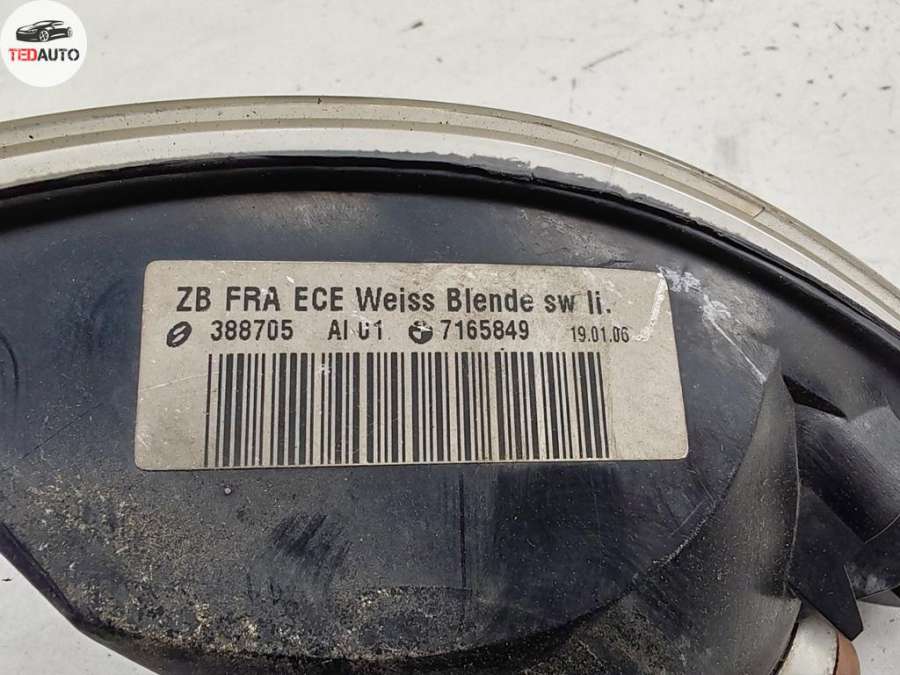 TEDAUTO
ZB FRA ECE Weiss Blende sw li.
388705 AI 01 7165849 19.01.06